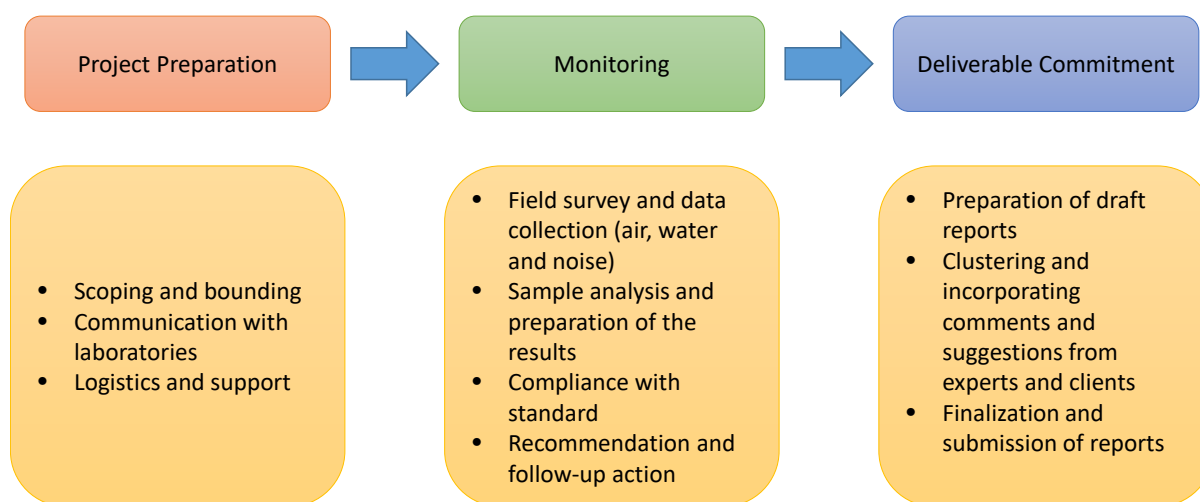 Project Preparation
Monitoring
Deliverable Commitment
• Scoping and bounding
• Communication with
laboratories
• Logistics and support
• Field survey and data
collection (air, water
and noise)
• Sample analysis and
preparation of the
results
• Compliance with
standard
• Recommendation and
follow-up action
• Preparation of draft
reports
• Clustering and
incorporating
comments and
suggestions from
experts and clients
• Finalization and
submission of reports